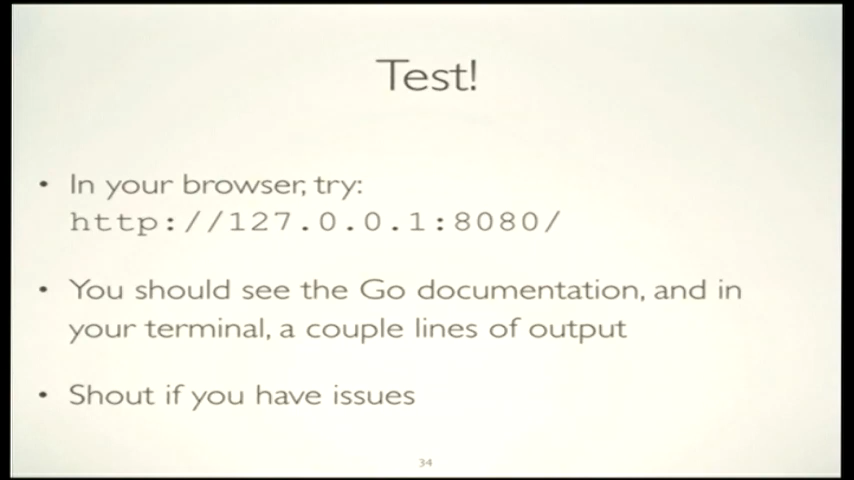 Test!
• In your browser, try:
http://127.0.0.1:8080/
• You should see the Go documentation, and in
your terminal, a couple lines of output
• Shout if you have issues
34